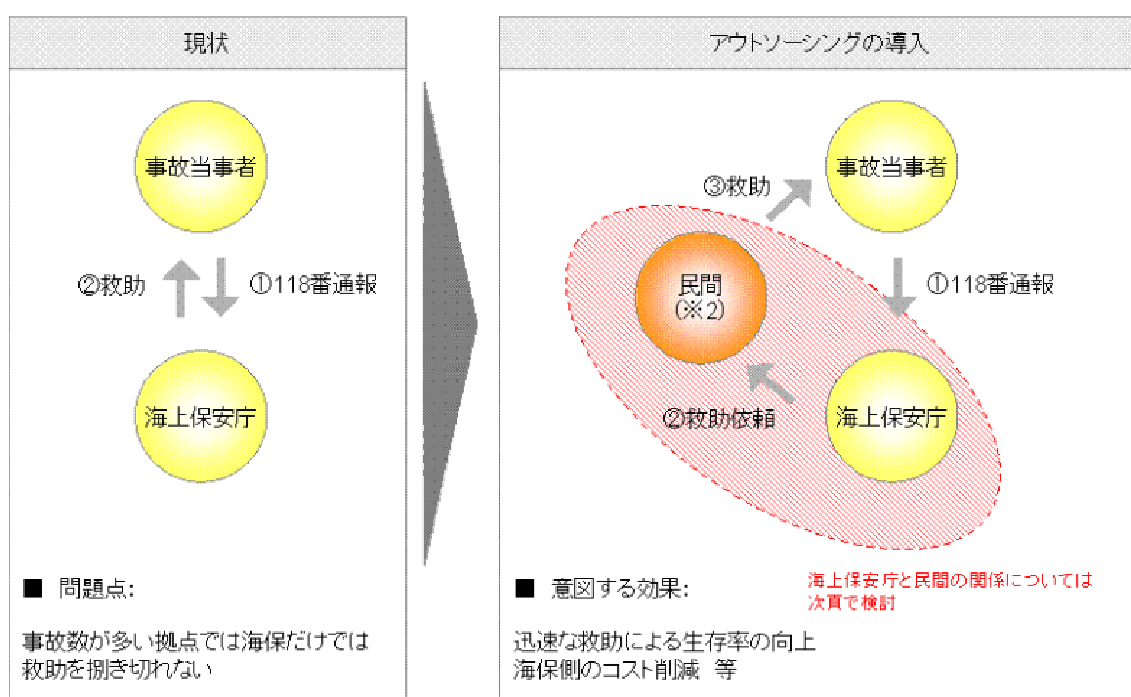 現状
事故当事者
②救助
①118番通報
海上保安庁
■ 問題点:
事故数が多い拠点では海保だけでは
救助を捌き切れない
アウトソーシングの導入
事故当事者
③救助
民間
(※2)
①118番通報
②救助依頼
海上保安庁
■ 意図する効果:
海上保安庁と民間の関係については
次頁で検討
迅速な救助による生存率の向上
海保側のコスト削減 等